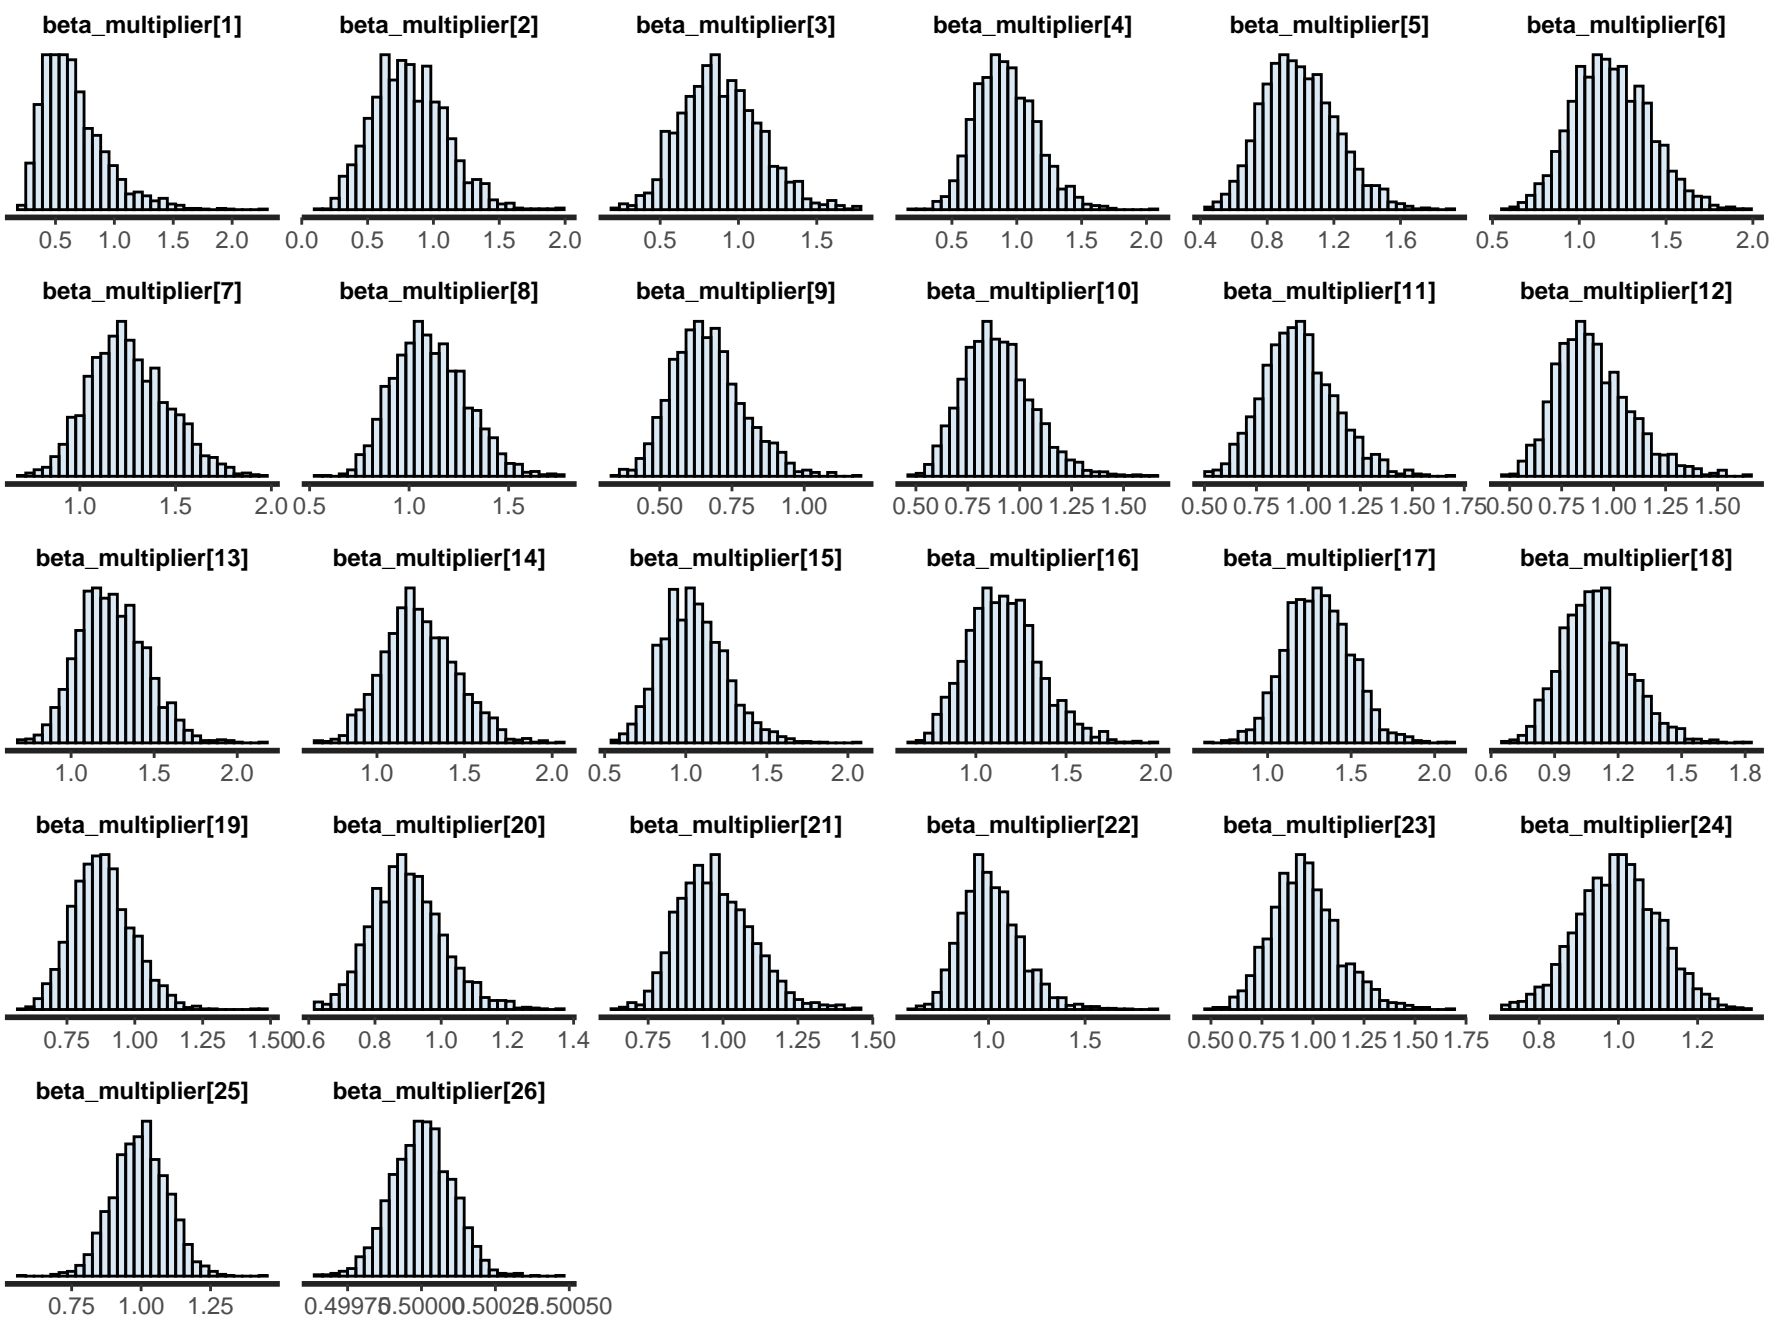 beta_multiplier[1] beta_multiplier[2] beta_multiplier[3] beta_multiplier[4] beta_multiplier[5] beta_multiplier[6]
0.5 1.0 1.5 2.0 0.0 0.5 1.0 1.5 2.0 0.5 1.0 1.5 0.5 1.0 1.5 2.0 0.4 0.8 1.2 1.6 0.5 1.0 1.5 2.0
beta_multiplier[7] beta_multiplier[8] beta_multiplier[9] beta_multiplier[10] beta_multiplier[11] beta_multiplier[12]
1.0 1.5 2.0 0.5 1.0 1.5 0.50 0.75 1.00 0.50 0.75 1.00 1.25 1.50 0.50 0.75 1.00 1.25 1.50 1.75 0.50 0.75 1.00 1.25 1.50
beta_multiplier[13] beta_multiplier[14] beta_multiplier[15] beta_multiplier[16] beta_multiplier[17] beta_multiplier[18]
1.0 1.5 2.0 1.0 1.5 2.0 0.5 1.0 1.5 2.0 1.0 1.5 2.0 1.0 1.5 2.0 0.6 0.9 1.2 1.5 1.8
beta_multiplier[19] beta_multiplier[20] beta_multiplier[21] beta_multiplier[22] beta_multiplier[23] beta_multiplier[24]
0.75 1.00 1.25 1.50 0.6 0.8 1.0 1.2 1.4 0.75 1.00 1.25 1.50 1.0 1.5 0.50 0.75 1.00 1.25 1.50 1.75 0.8 1.0 1.2
beta_multiplier[25] beta_multiplier[26]
0.75 1.00 1.25 0.49975 0.50000 0.50025 0.50050